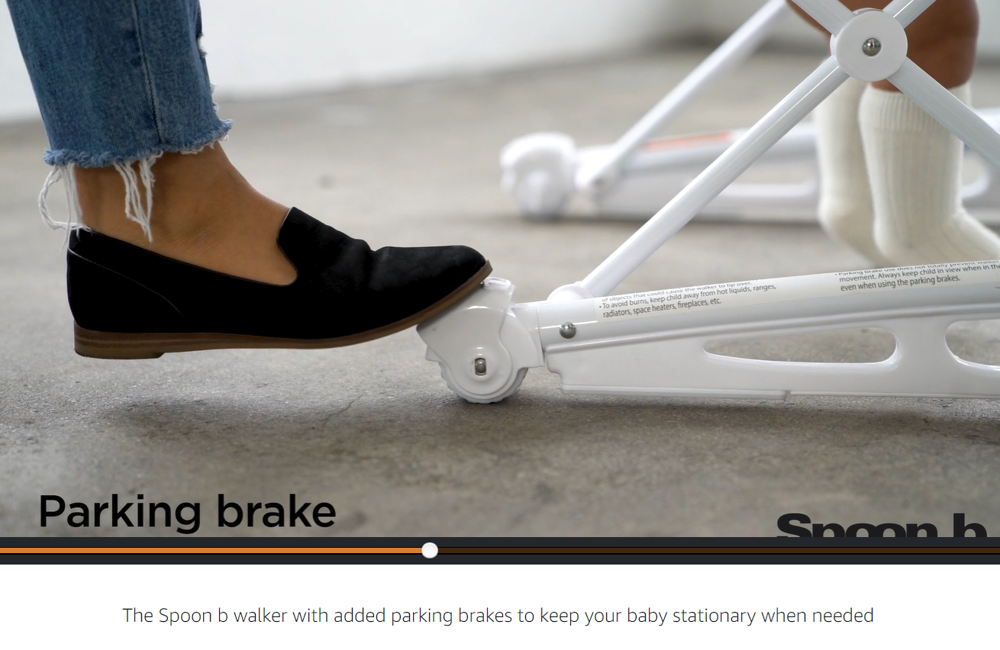 of objects that could cause the walker to tip over.
• To avoid burns, keep child away from hot liquids, ranges,
radiators, space heaters, fireplaces, etc.
• Parking brake use does not totally prevent walker
movement. Always keep child in view when in the
even when using the parking brakes.
Parking brake
Spoon b
The Spoon b walker with added parking brakes to keep your baby stationary when needed